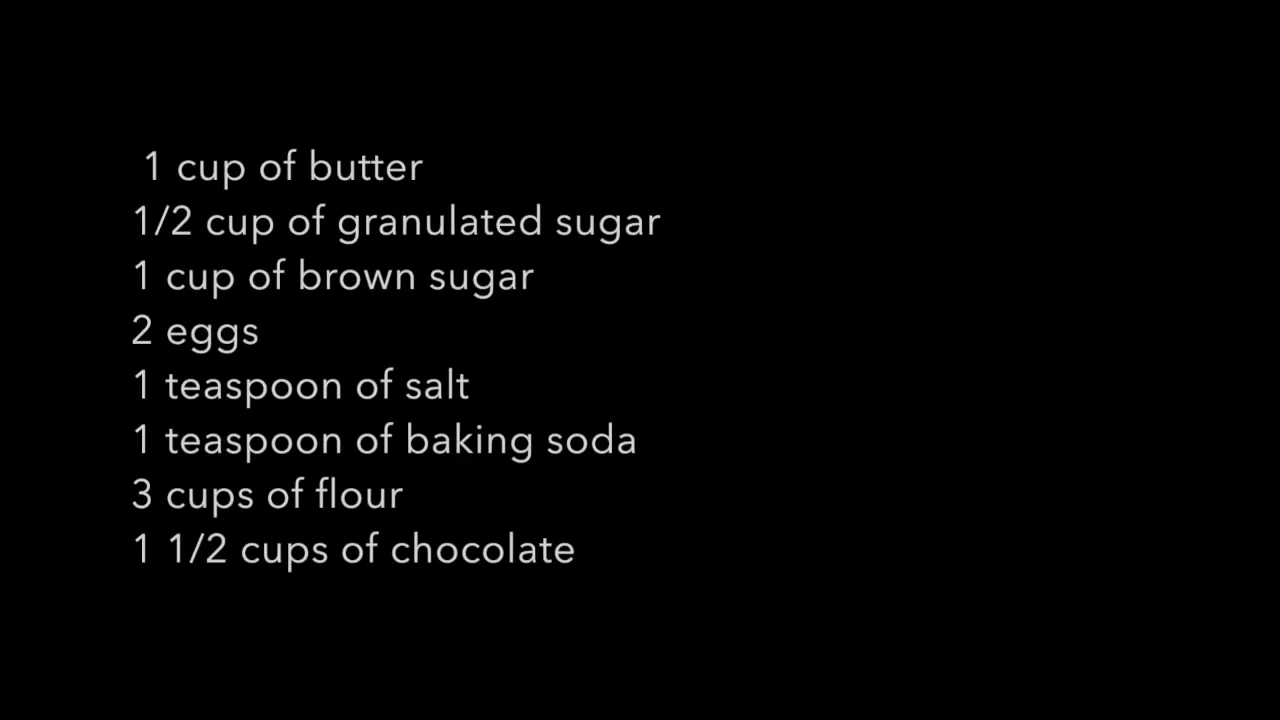 1 cup of butter
1/2 cup of granulated sugar
1 cup of brown sugar
2 eggs
1 teaspoon of salt
1 teaspoon of baking soda
3 cups of flour
1 1/2 cups of chocolate